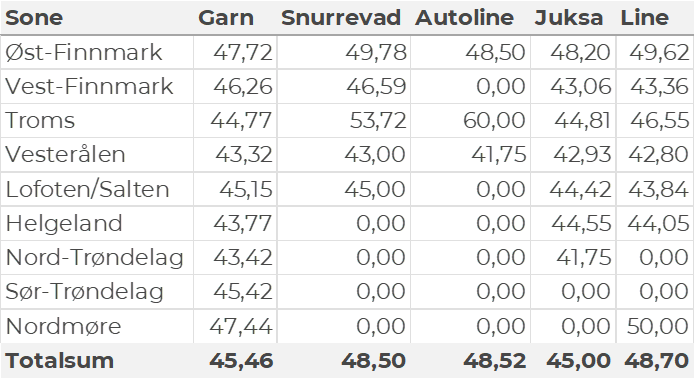 Sone Garn Snurrevad Autoline Juksa Line
Øst-Finnmark 47,72 49,78 48,50 48,20 49,62
Vest-Finnmark 46,26 46,59 0,00 43,06 43,36
Troms 44,77 53,72 60,00 44,81 46,55
Vesterålen 43,32 43,00 41,75 42,93 42,80
Lofoten/Salten 45,15 45,00 0,00 44,42 43,84
Helgeland 43,77 0,00 0,00 44,55 44,05
Nord-Trøndelag 43,42 0,00 0,00 41,75 0,00
Sør-Trøndelag 45,42 0,00 0,00 0,00 0,00
Nordmøre 47,44 0,00 0,00 0,00 50,00
Totalsum 45,46 48,50 48,52 45,00 48,70